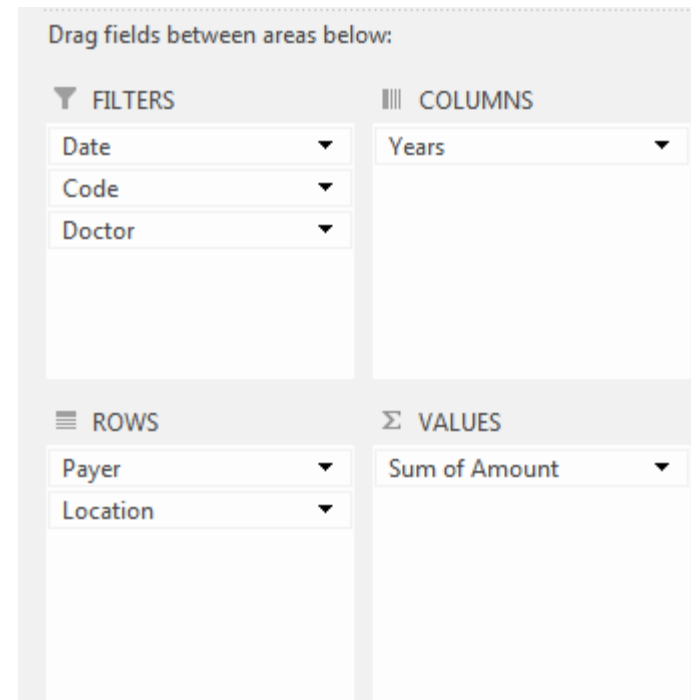 Drag fields between areas below:
FILTERS
COLUMNS
Date
Years
Code
Doctor
ROWS
VALUES
Payer
Sum of Amount
Location